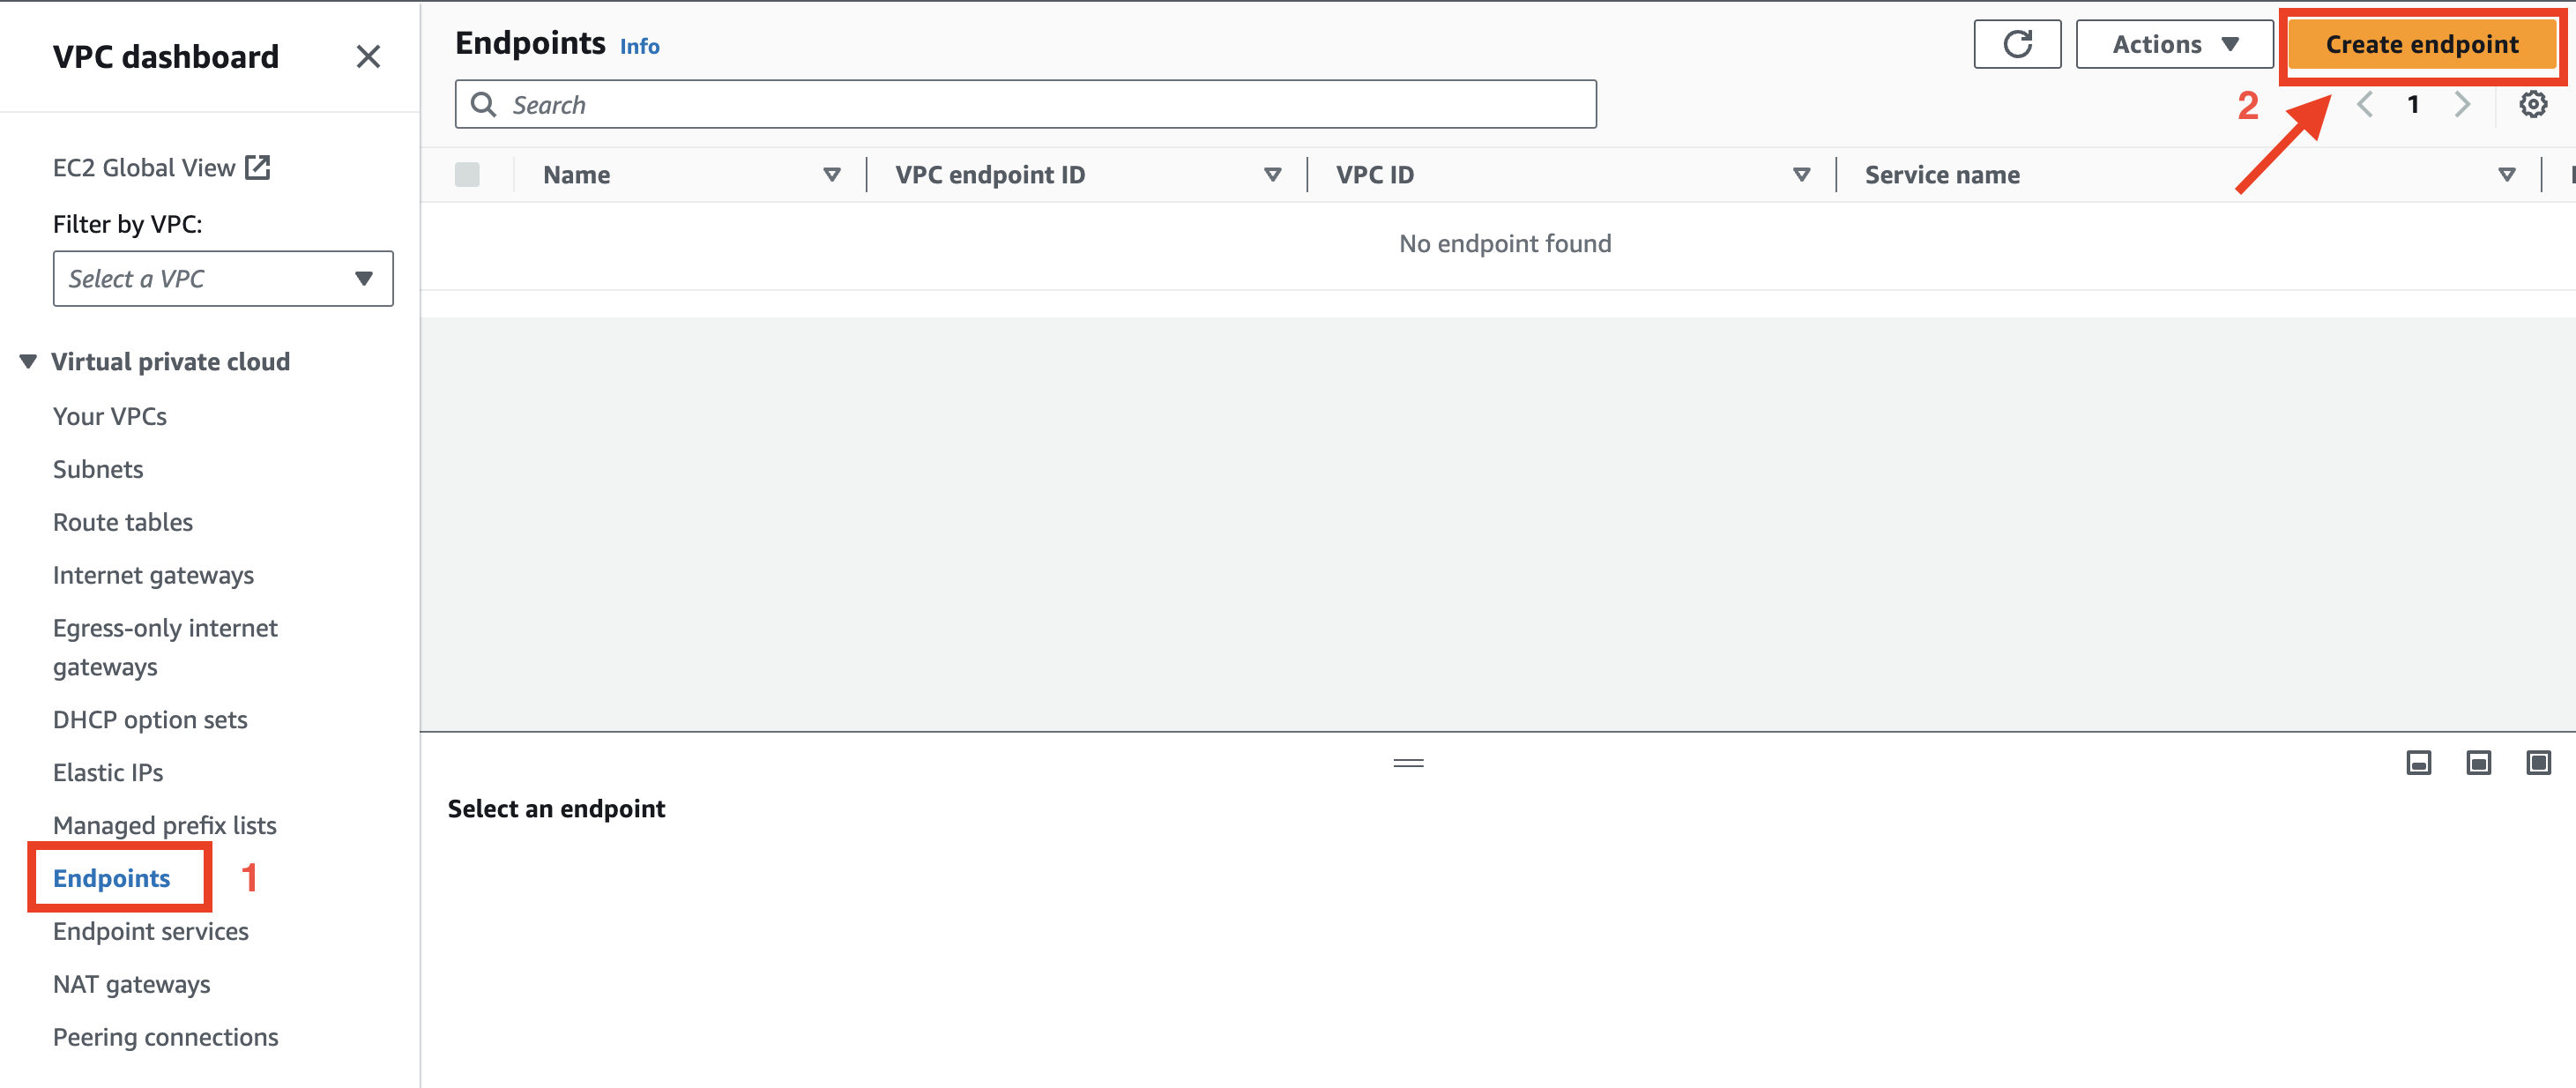 VPC dashboard
EC2 Global View
Filter by VPC:
Select a VPC
Virtual private cloud
Your VPCs
Subnets
Route tables
Internet gateways
Egress-only internet
gateways
DHCP option sets
Elastic IPs
Managed prefix lists
Endpoints 1
Endpoint services
NAT gateways
Peering connections
Endpoints Info
Actions
Create endpoint
Search
2
1
Name VPC endpoint ID VPC ID Service name
No endpoint found
Select an endpoint